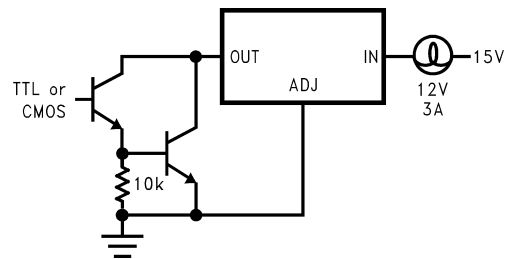 OUT
IN
15V
ADJ
TTL or
CMOS
12V
3A
10k